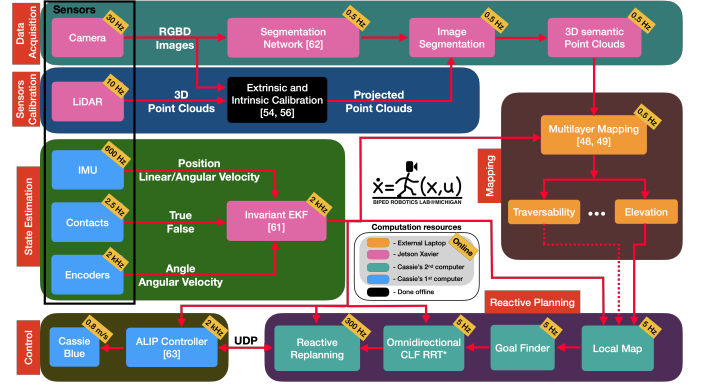 Data
Acquisition
Sensors
Camera
30 Hz
RGBD
Images
Segmentation
Network [62]
0.5 Hz
Image
Segmentation
0.5 Hz
3D semantic
Point Clouds
0.5 Hz
Sensors
Calibration
LiDAR
10 Hz
3D
Point Clouds
Extrinsic and
Intrinsic Calibration
[54, 56]
Projected
Point Clouds
State Estimation
IMU
600 Hz
Position
Linear/Angular Velocity
Contacts
2.5 Hz
True
False
Invariant EKF
[61]
2 kHz
Encoders
2 kHz
Angle
Angular Velocity
ẋ=(x,u)
BIPED ROBOTICS LAB@MICHIGAN
Computation resources
Online
- External Laptop
- Jetson Xavier
- Cassie's 2nd computer
- Cassie's 1st computer
- Done offline
Mapping
Multilayer Mapping
[48, 49]
0.5 Hz
Traversability
•••
Elevation
Control
Cassie
Blue
0.8 m/s
ALIP Controller
[63]
2 kHz
UDP
Reactive Planning
Reactive
Replanning
300 Hz
Omnidirectional
CLF RRT*
5 Hz
Goal Finder
5 Hz
Local Map
5 Hz